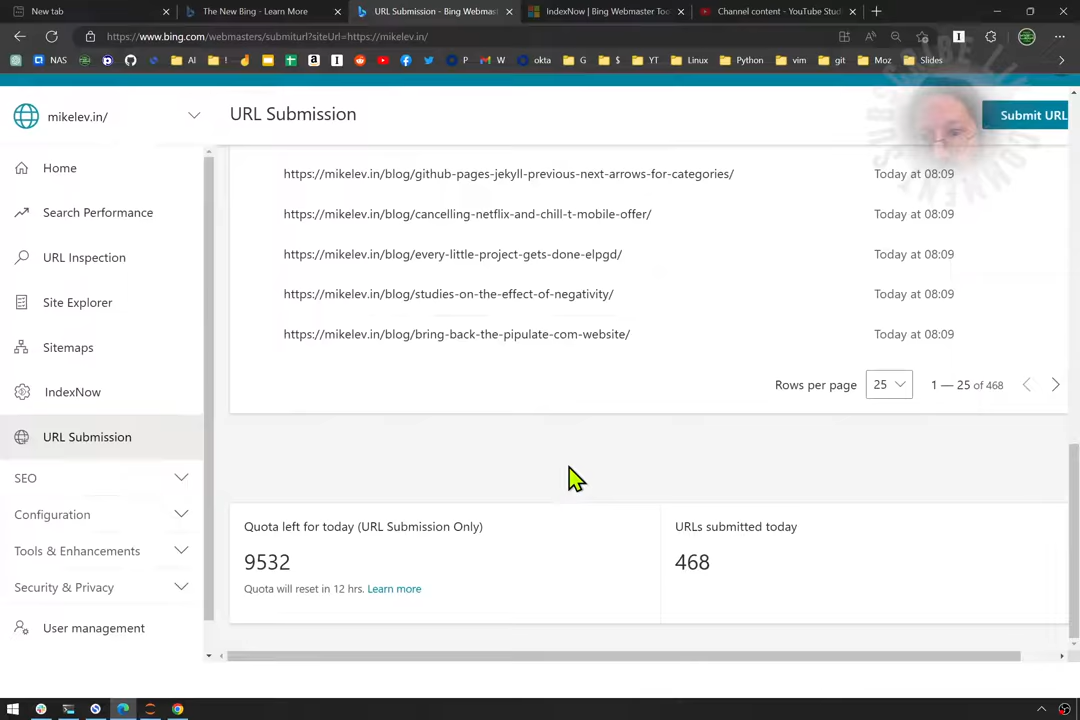 New tab
The New Bing - Learn More
URL Submission - Bing Webmast
IndexNow | Bing Webmaster Too
Channel content - YouTube Stud
https://www.bing.com/webmasters/submiturl?siteUrl=https://mikelev.in/
NAS
AI
!
P
W
okta
G
$
YT
Linux
Python
vim
git
Moz
Slides
mikelev.in/
URL Submission
Submit URL
SUBSCRIBE LIKE COMMENT
Home
Search Performance
URL Inspection
Site Explorer
Sitemaps
IndexNow
URL Submission
SEO
Configuration
Tools & Enhancements
Security & Privacy
User management
https://mikelev.in/blog/github-pages-jekyll-previous-next-arrows-for-categories/ Today at 08:09
https://mikelev.in/blog/cancelling-netflix-and-chill-t-mobile-offer/ Today at 08:09
https://mikelev.in/blog/every-little-project-gets-done-elpgd/ Today at 08:09
https://mikelev.in/blog/studies-on-the-effect-of-negativity/ Today at 08:09
https://mikelev.in/blog/bring-back-the-pipulate-com-website/ Today at 08:09
Rows per page 25 1 — 25 of 468
Quota left for today (URL Submission Only)
9532
Quota will reset in 12 hrs. Learn more
URLs submitted today
468